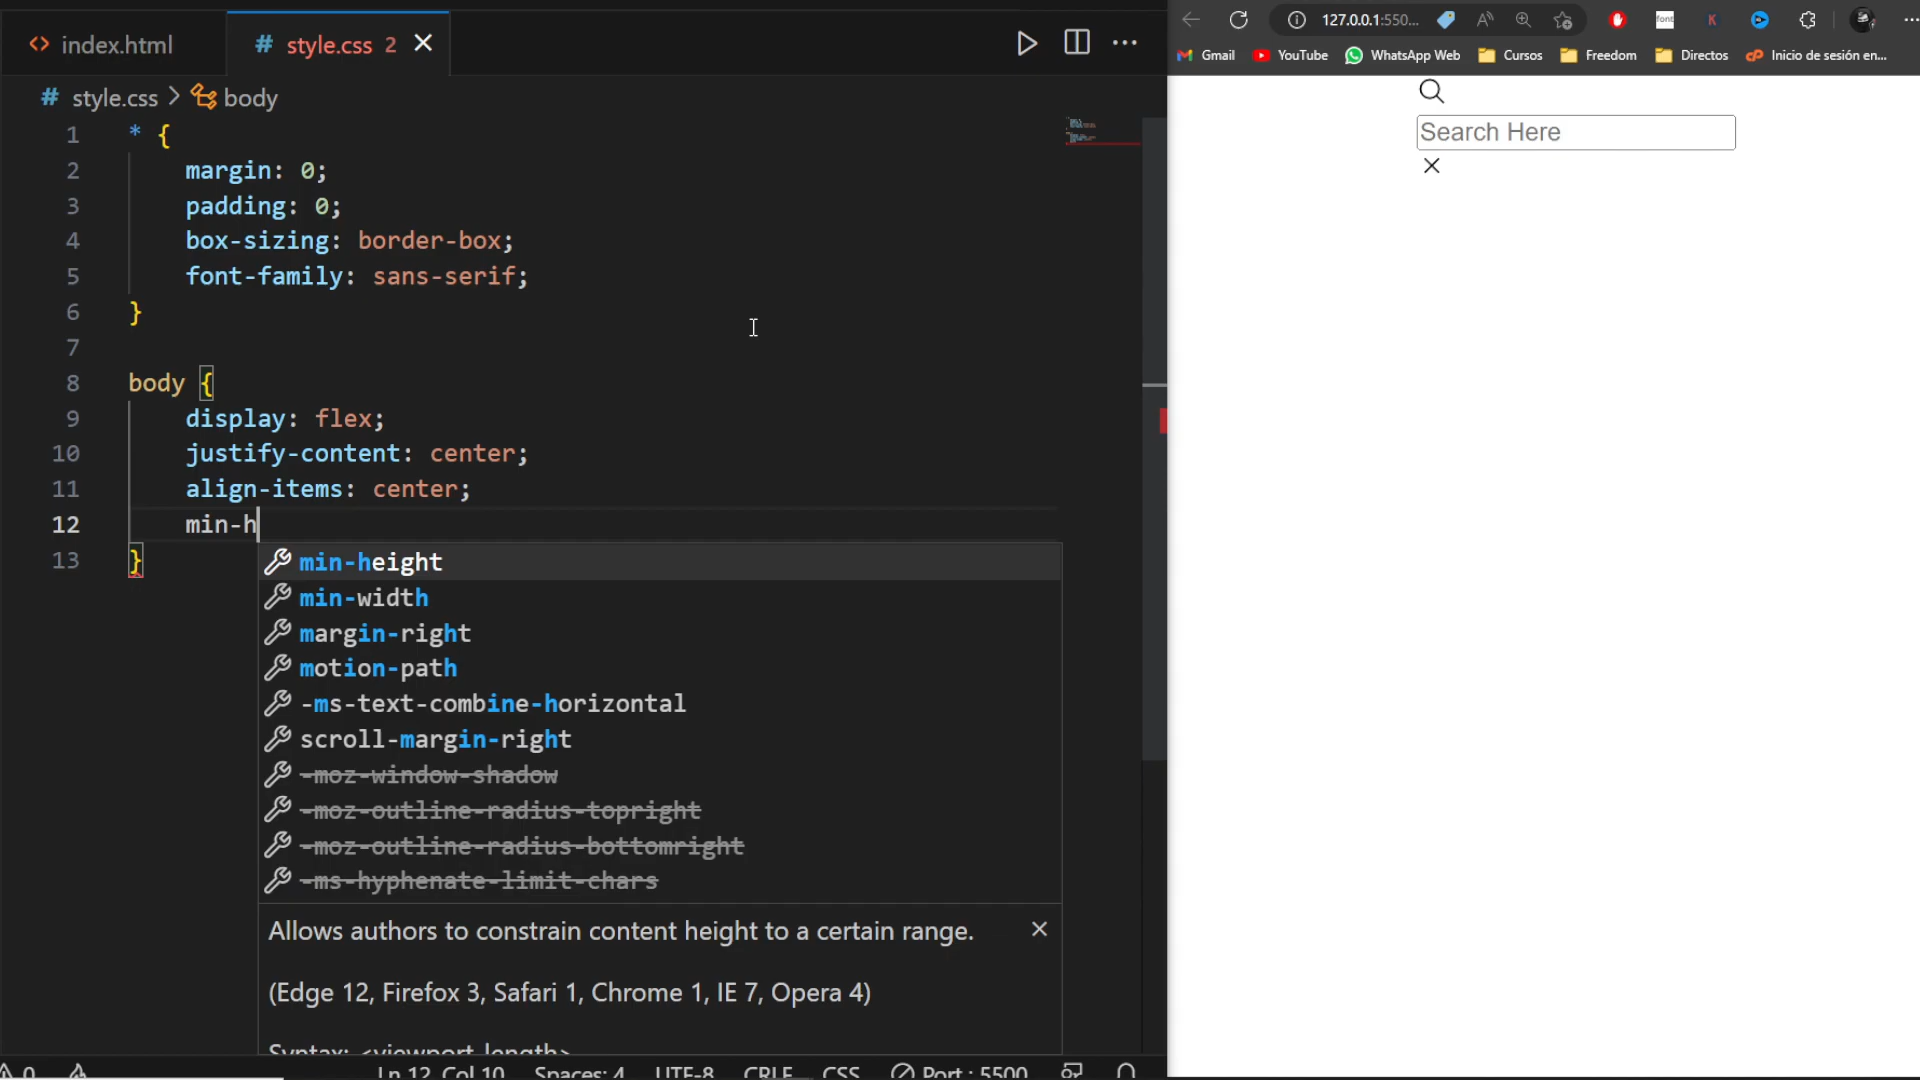 index.html
style.css 2
style.css > body
1 * {
2 margin: 0;
3 padding: 0;
4 box-sizing: border-box;
5 font-family: sans-serif;
6 }
7
8 body {
9 display: flex;
10 justify-content: center;
11 align-items: center;
12 min-h
13 }
min-height
min-width
margin-right
motion-path
-ms-text-combine-horizontal
scroll-margin-right
-moz-window-shadow
-moz-outline-radius-topright
-moz-outline-radius-bottomright
-ms-hyphenate-limit-chars
Allows authors to constrain content height to a certain range.
(Edge 12, Firefox 3, Safari 1, Chrome 1, IE 7, Opera 4)
Syntax: <viewport-length>
0 Ln 12, Col 10 Spaces: 4 UTF-8 CRLF CSS Port : 5500
127.0.0.1:550...
font
K
Gmail YouTube WhatsApp Web Cursos Freedom Directos Inicio de sesión en...
Search Here